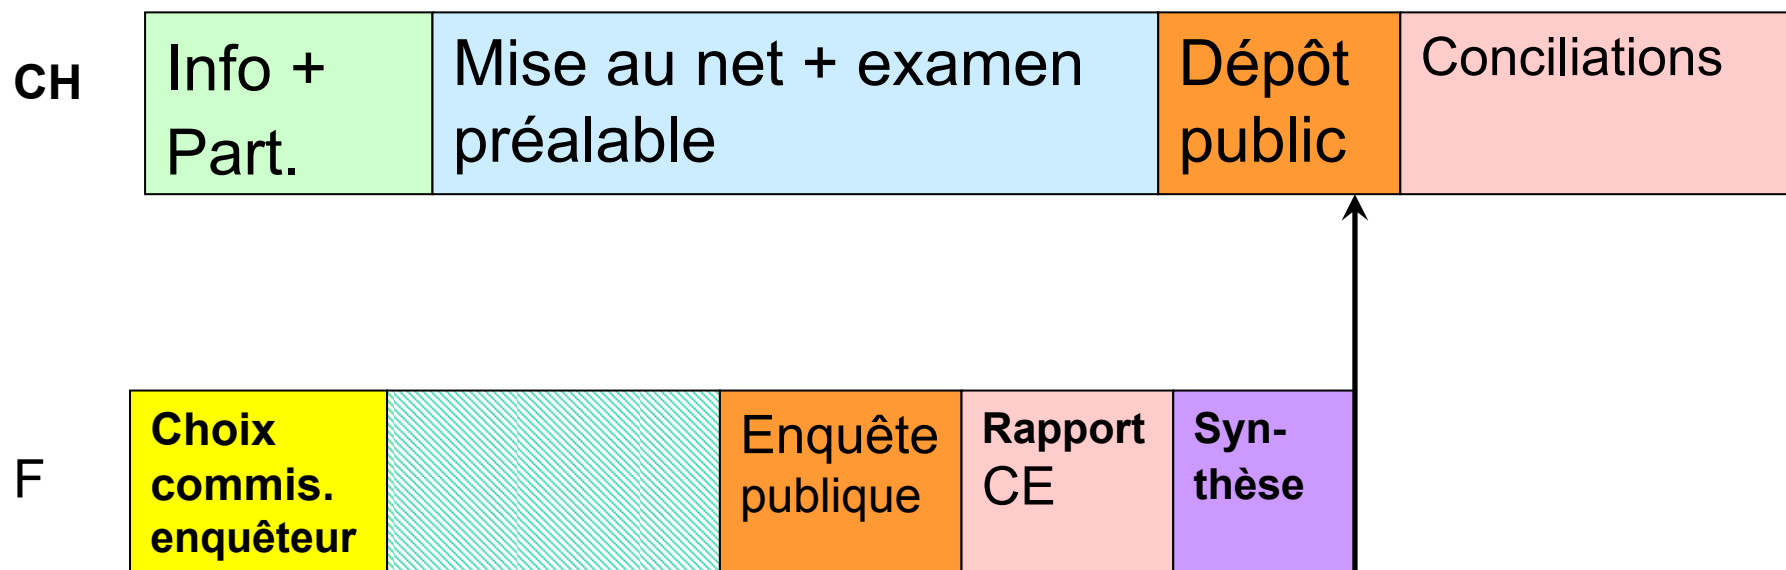 CH
Info +
Part.
Mise au net + examen
préalable
Dépôt
public
Conciliations
F
Choix
commis.
enquêteur
Enquête
publique
Rapport
CE
Syn-
thèse